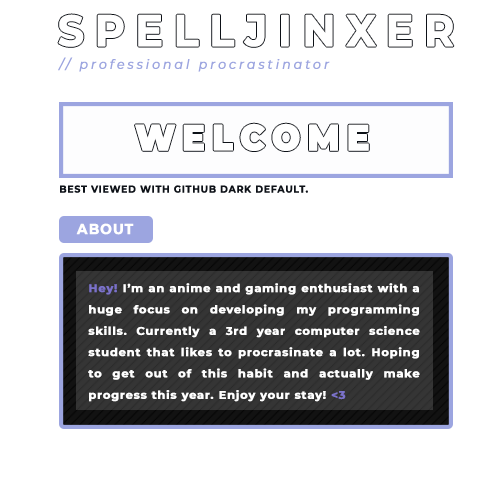 SPELLJINXER
// professional procrastinator
WELCOME
BEST VIEWED WITH GITHUB DARK DEFAULT.
ABOUT
Hey! I'm an anime and gaming enthusiast with a
huge focus on developing my programming
skills. Currently a 3rd year computer science
student that likes to procrasinate a lot. Hoping
to get out of this habit and actually make
progress this year. Enjoy your stay! <3